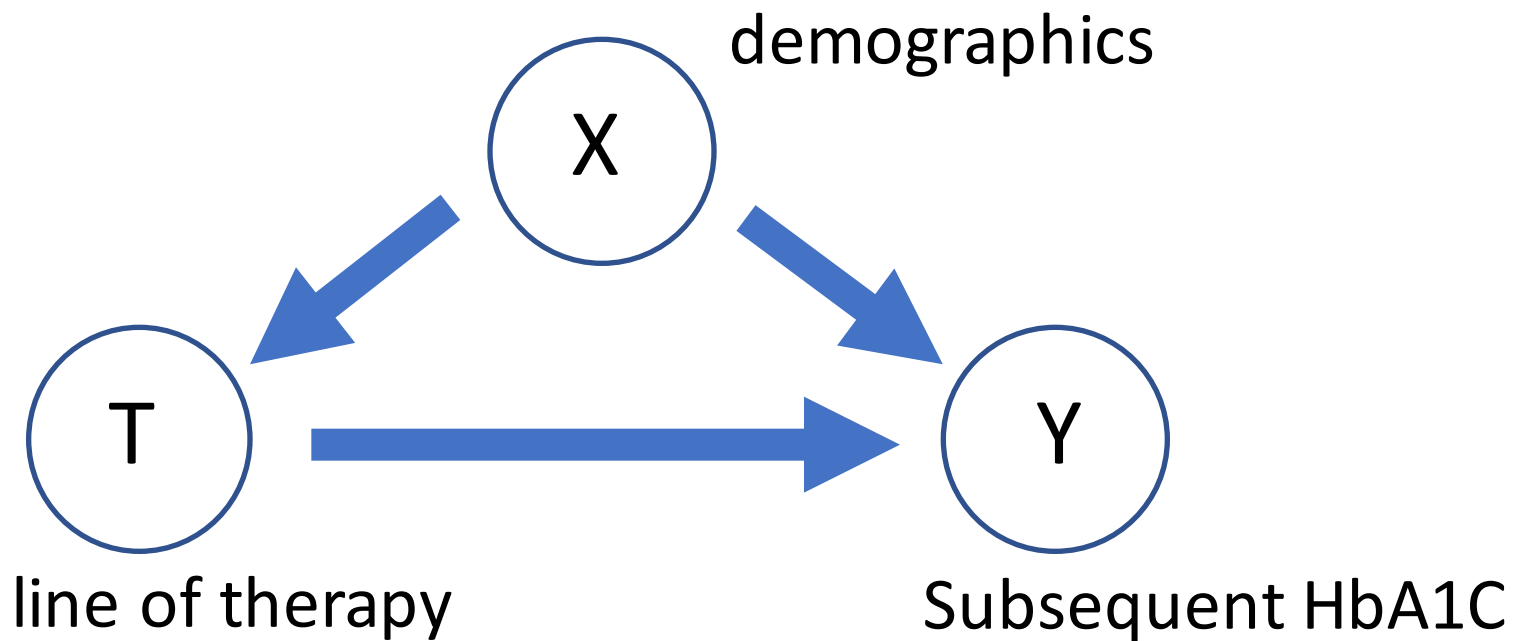 demographics
X
T
Y
line of therapy
Subsequent HbA1C